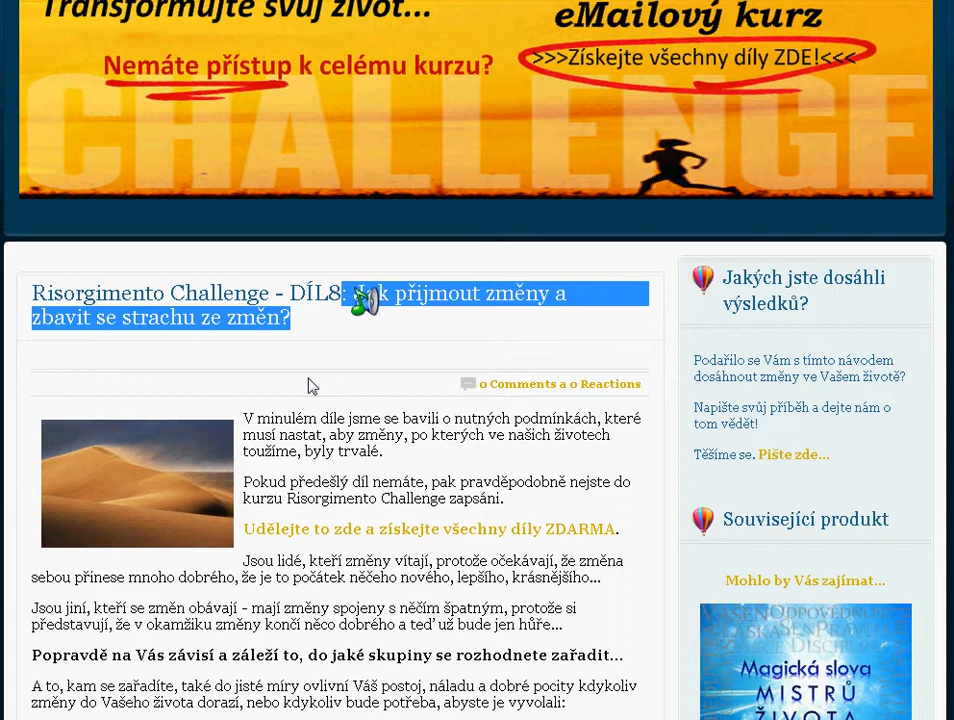 Transformujte svůj život...
eMailový kurz
Nemáte přístup k celému kurzu?
>>>Získejte všechny díly ZDE!<<<
CHALLENGE
Risorgimento Challenge - DÍL8: Jak přijmout změny a
zbavit se strachu ze změn?
0 Comments a 0 Reactions
V minulém díle jsme se bavili o nutných podmínkách, které
musí nastat, aby změny, po kterých ve našich životech
toužíme, byly trvalé.
Pokud předešlý díl nemáte, pak pravděpodobně nejste do
kurzu Risorgimento Challenge zapsáni.
Udělejte to zde a získejte všechny díly ZDARMA.
Jsou lidé, kteří změny vítají, protože očekávají, že změna
sebou přinese mnoho dobrého, že je to počátek něčeho nového, lepšího, krásnějšího...
Jsou jiní, kteří se změn obávají - mají změny spojeny s něčím špatným, protože si
představují, že v okamžiku změny končí něco dobrého a teď už bude jen hůře...
Popravdě na Vás závisí a záleží to, do jaké skupiny se rozhodnete zařadit...
A to, kam se zařadíte, také do jisté míry ovlivní Váš postoj, náladu a dobré pocity kdykoliv
změny do Vašeho života dorazí, nebo kdykoliv bude potřeba, abyste je vyvolali:
Jakých jste dosáhli
výsledků?
Podařilo se Vám s tímto návodem
dosáhnout změny ve Vašem životě?
Napište svůj příběh a dejte nám o
tom vědět!
Těšíme se. Pište zde...
Související produkt
Mohlo by Vás zajímat...
Magická slova
MISTRŮ
ŽIVOTA